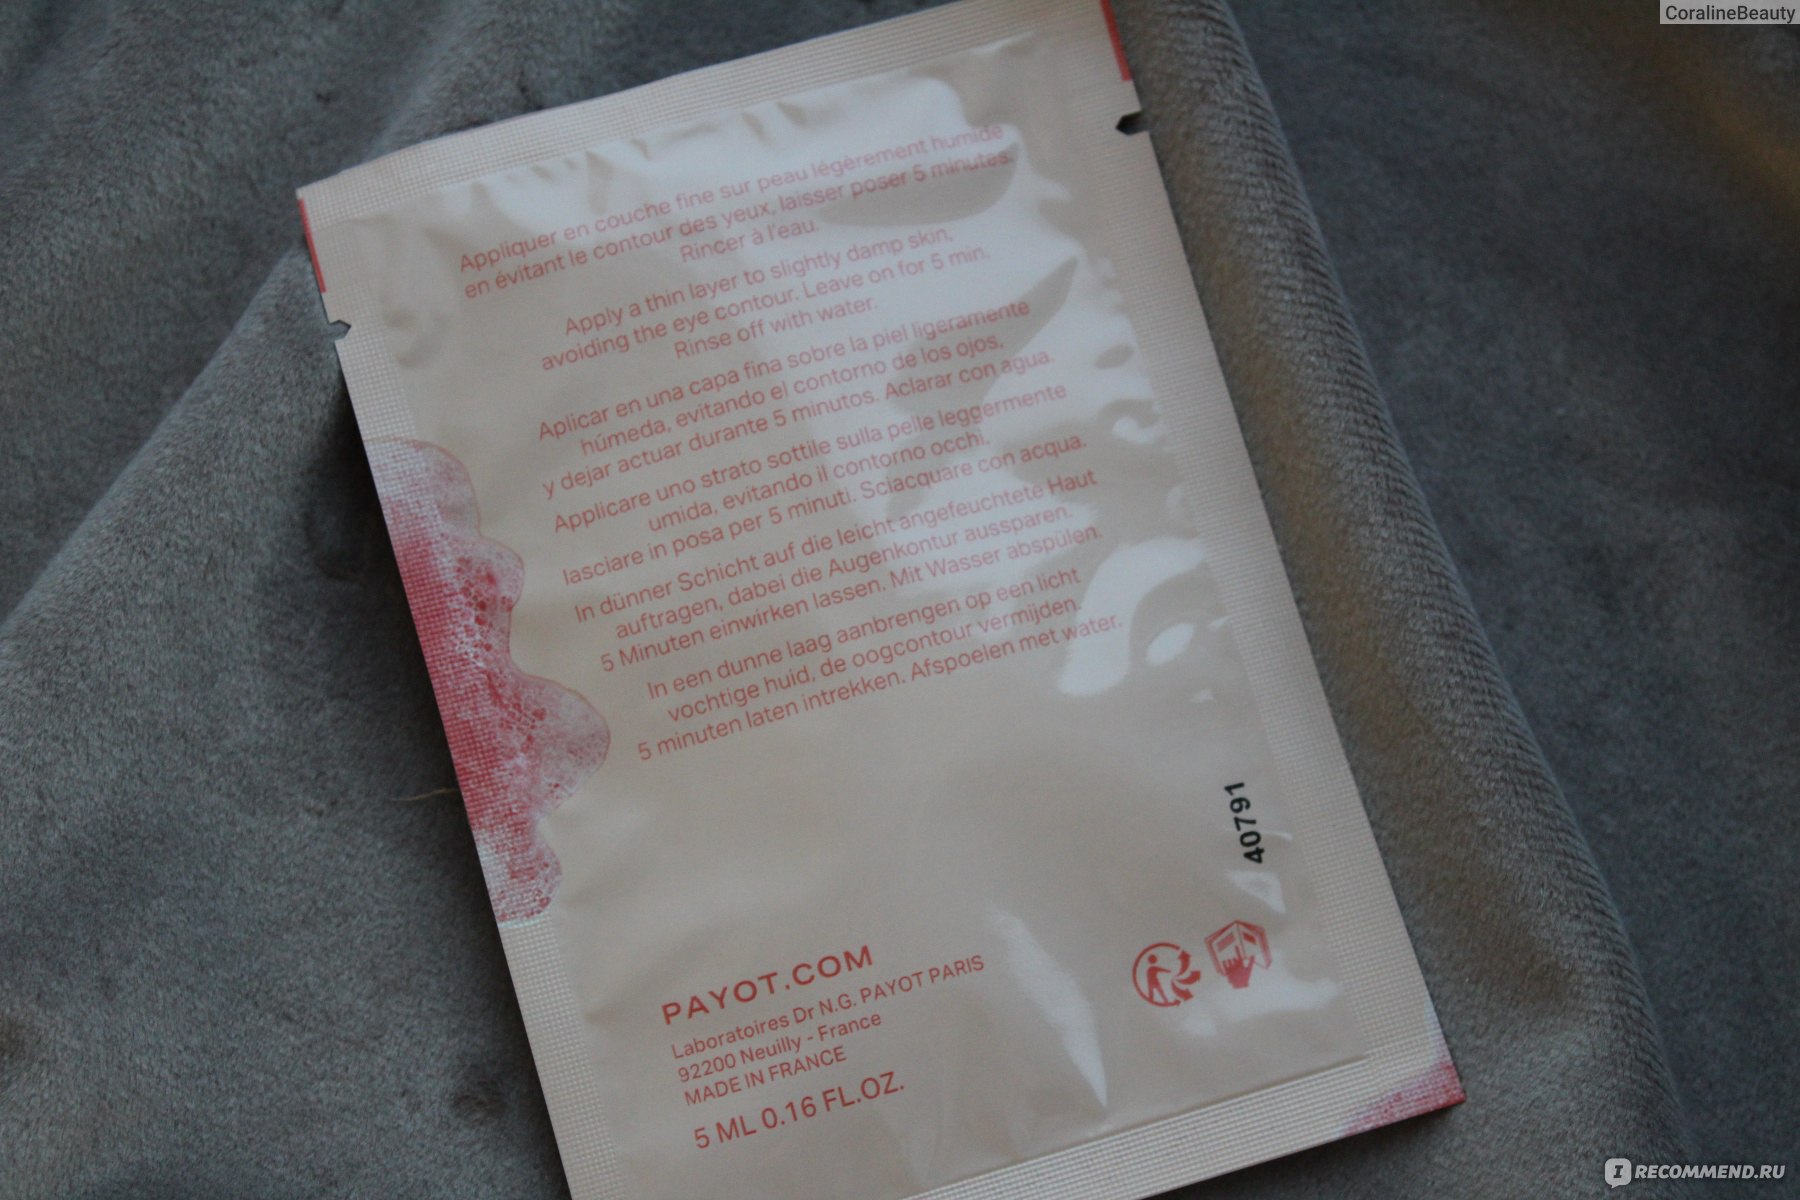 CoralineBeauty
Appliquer en couche fine sur peau légèrement humide
en évitant le contour des yeux, laisser poser 5 minutes.
Rincer à l'eau.
Apply a thin layer to slightly damp skin,
avoiding the eye contour. Leave on for 5 min.
Rinse off with water.
Aplicar en una capa fina sobre la piel ligeramente
húmeda, evitando el contorno de los ojos,
y dejar actuar durante 5 minutos. Aclarar con agua.
Applicare uno strato sottile sulla pelle leggermente
umida, evitando il contorno occhi,
lasciare in posa per 5 minuti. Sciacquare con acqua.
In dünner Schicht auf die leicht angefeuchtete Haut
auftragen, dabei die Augenkontur aussparen.
5 Minuten einwirken lassen. Mit Wasser abspülen.
In een dunne laag aanbrengen op een licht
vochtige huid, de oogcontour vermijden.
5 minuten laten intrekken. Afspoelen met water.
40791
PAYOT.COM
Laboratoires Dr N.G. PAYOT PARIS
92200 Neuilly - France
MADE IN FRANCE
5 ML 0.16 FL.OZ.
I RECOMMEND.RU